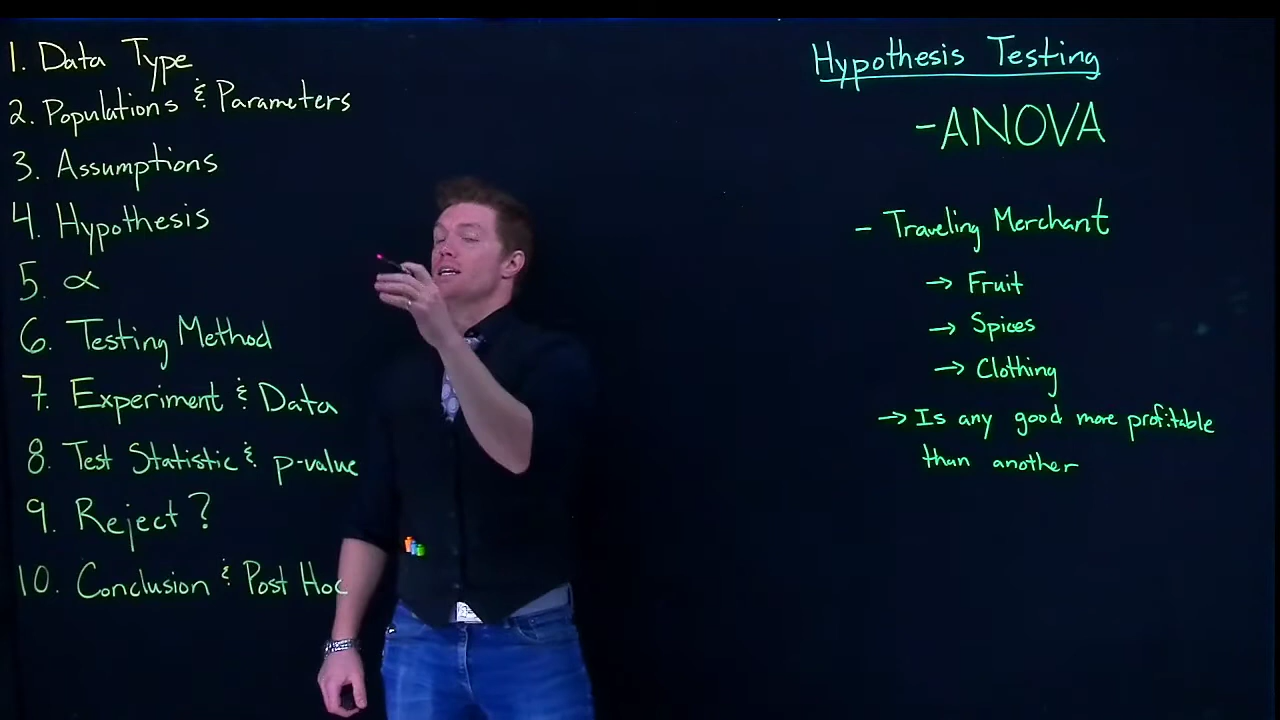 1. Data Type
2. Populations & Parameters
3. Assumptions
4. Hypothesis
5. α
6. Testing Method
7. Experiment & Data
8. Test Statistic & p-value
9. Reject?
10. Conclusion & Post Hoc
Hypothesis Testing
- ANOVA
- Traveling Merchant
→ Fruit
→ Spices
→ Clothing
→ Is any good more profitable
than another